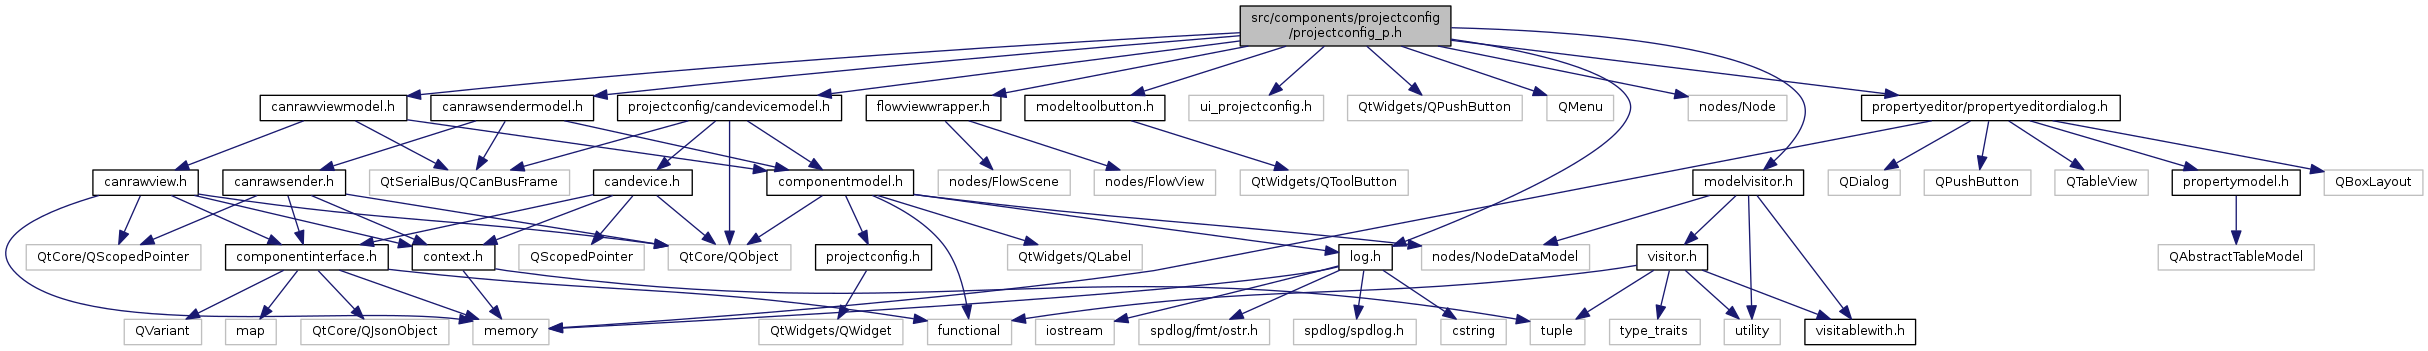 src/components/projectconfig
/projectconfig_p.h
canrawviewmodel.h
canrawsendermodel.h
projectconfig/candevicemodel.h
flowviewwrapper.h
modeltoolbutton.h
ui_projectconfig.h
QtWidgets/QPushButton
QMenu
nodes/Node
propertyeditor/propertyeditordialog.h
canrawview.h
canrawsender.h
QtSerialBus/QCanBusFrame
candevice.h
componentmodel.h
nodes/FlowScene
nodes/FlowView
QtWidgets/QToolButton
modelvisitor.h
QDialog
QPushButton
QTableView
propertymodel.h
QBoxLayout
QtCore/QScopedPointer
componentinterface.h
context.h
QScopedPointer
QtCore/QObject
projectconfig.h
QtWidgets/QLabel
log.h
nodes/NodeDataModel
visitor.h
QAbstractTableModel
QVariant
map
QtCore/QJsonObject
memory
QtWidgets/QWidget
functional
iostream
spdlog/fmt/ostr.h
spdlog/spdlog.h
cstring
tuple
type_traits
utility
visitablewith.h